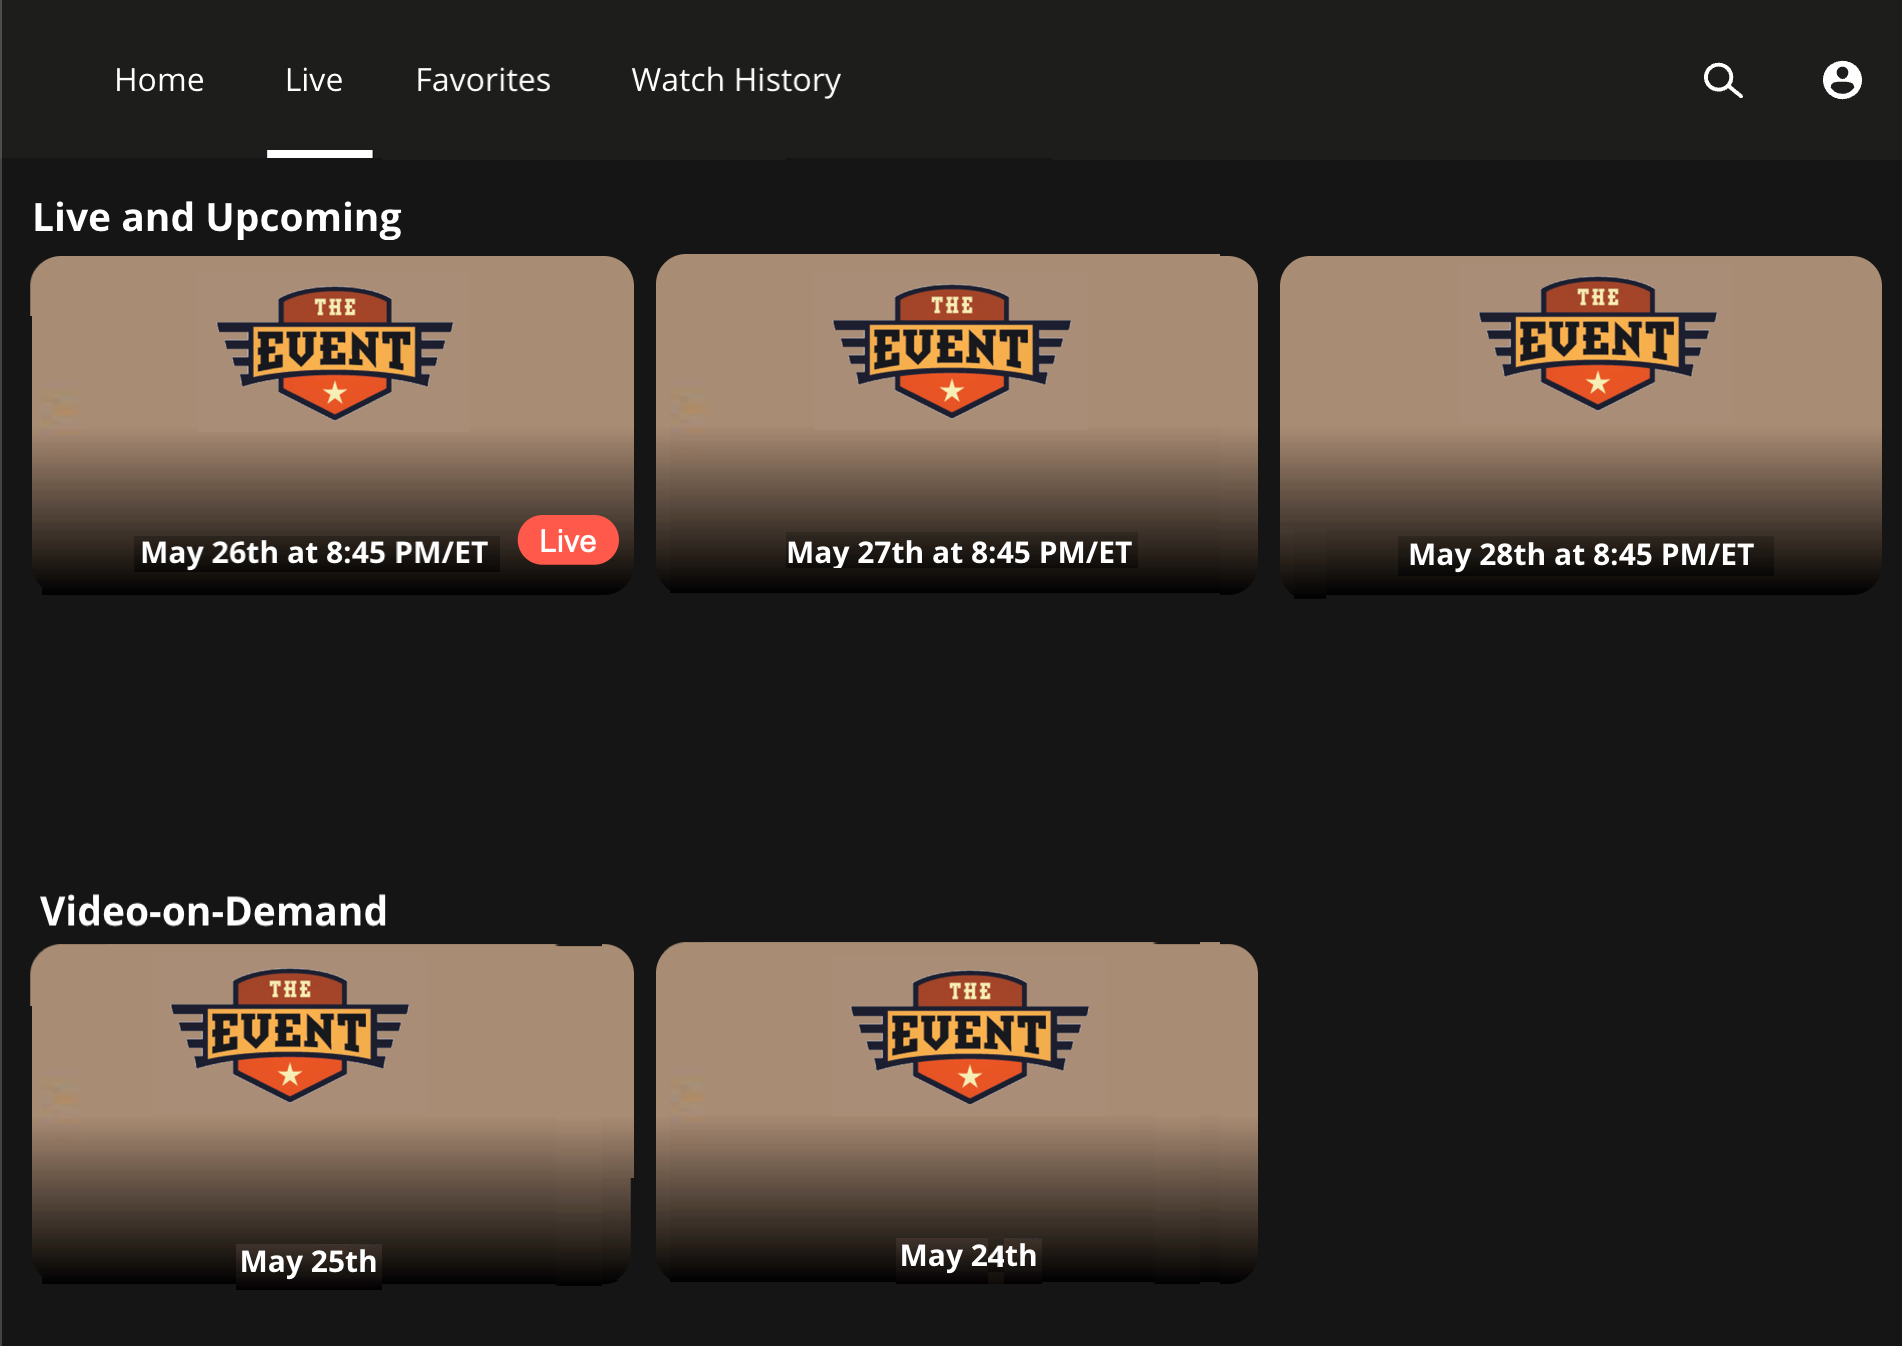 Home Live Favorites Watch History
Live and Upcoming
THE
EVENT
May 26th at 8:45 PM/ET
Live
THE
EVENT
May 27th at 8:45 PM/ET
THE
EVENT
May 28th at 8:45 PM/ET
Video-on-Demand
THE
EVENT
May 25th
THE
EVENT
May 24th